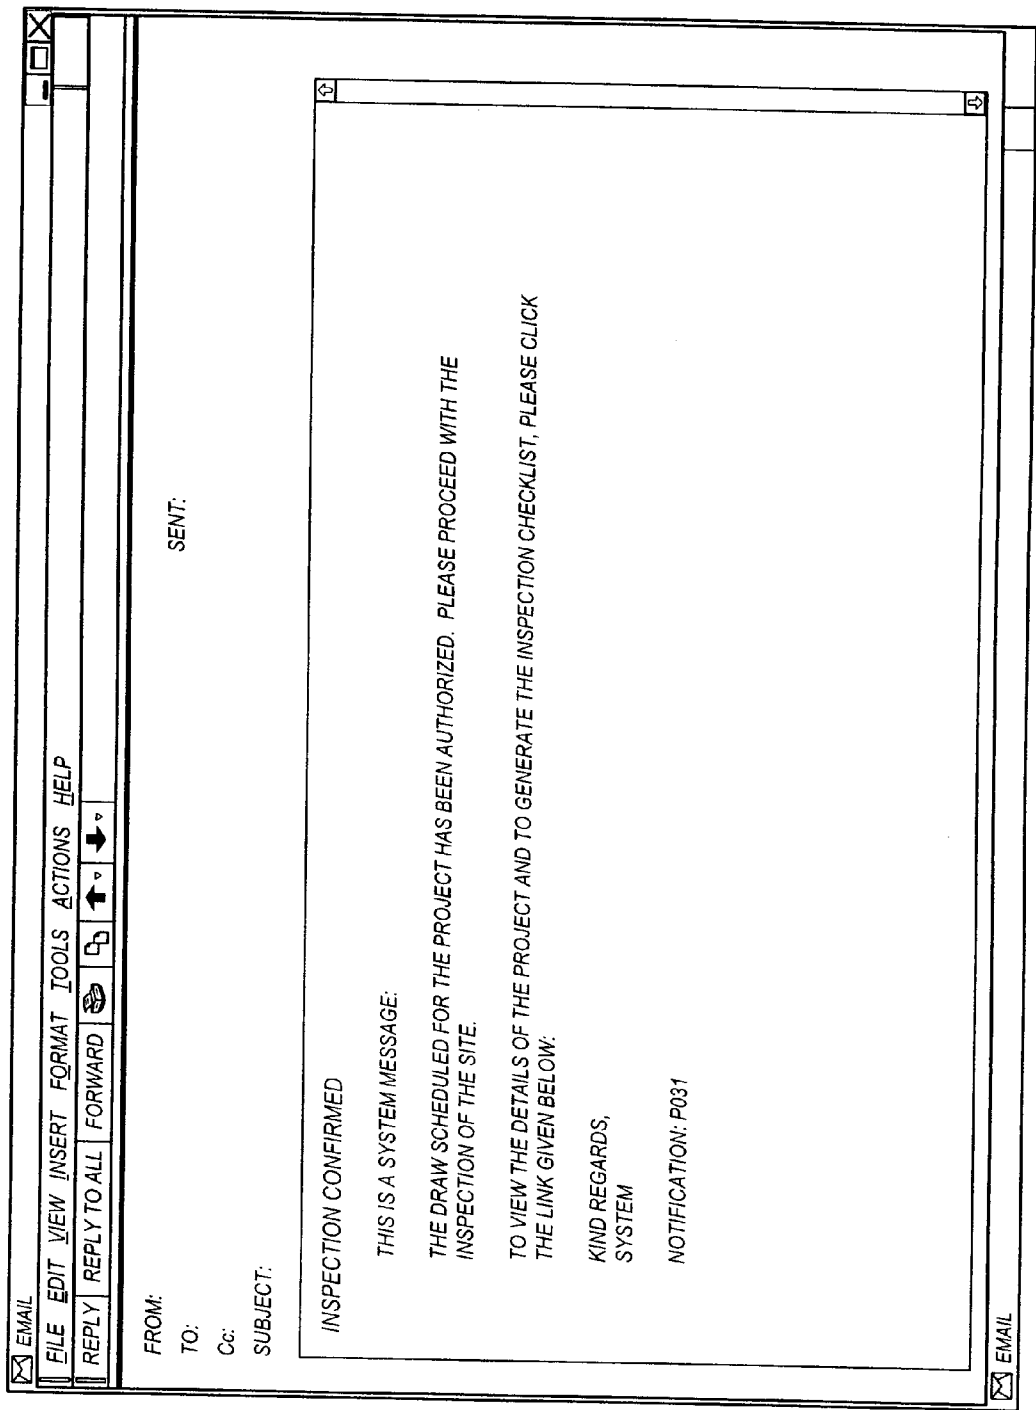 EMAIL
FILE EDIT VIEW INSERT FORMAT TOOLS ACTIONS HELP
REPLY REPLY TO ALL FORWARD
FROM:
SENT:
TO:
Cc:
SUBJECT:
INSPECTION CONFIRMED
THIS IS A SYSTEM MESSAGE:
THE DRAW SCHEDULED FOR THE PROJECT HAS BEEN AUTHORIZED. PLEASE PROCEED WITH THE
INSPECTION OF THE SITE.
TO VIEW THE DETAILS OF THE PROJECT AND TO GENERATE THE INSPECTION CHECKLIST, PLEASE CLICK
THE LINK GIVEN BELOW:
KIND REGARDS,
SYSTEM
NOTIFICATION: P031
EMAIL